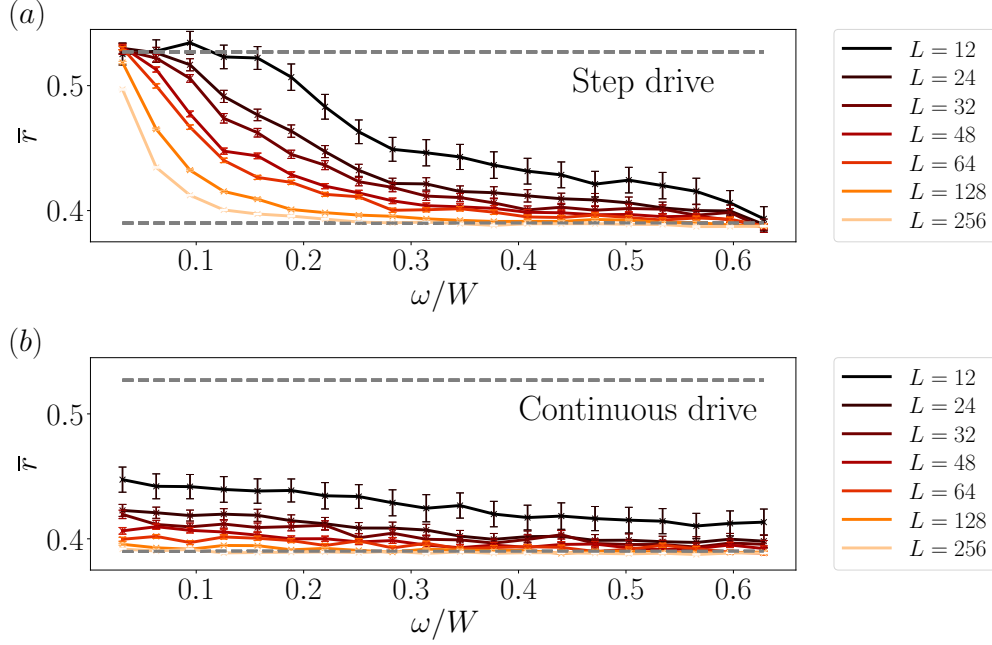 (a)
0.5
0.4
r̅
Step drive
0.1 0.2 0.3 0.4 0.5 0.6
ω/W
L = 12
L = 24
L = 32
L = 48
L = 64
L = 128
L = 256
(b)
0.5
0.4
r̅
Continuous drive
0.1 0.2 0.3 0.4 0.5 0.6
ω/W
L = 12
L = 24
L = 32
L = 48
L = 64
L = 128
L = 256